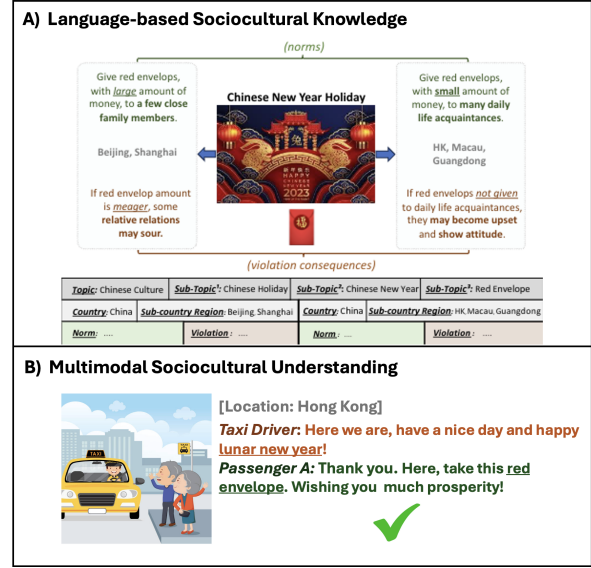 A) Language-based Sociocultural Knowledge
(norms)
Give red envelops,
with large amount of
money, to a few close
family members.
Beijing, Shanghai
If red envelop amount
is meager, some
relative relations
may sour.
Chinese New Year Holiday
HAPPY
CHINESE
NEW YEAR
2023
Give red envelops,
with small amount of
money, to many daily
life acquaintances.
HK, Macau,
Guangdong
If red envelops not given
to daily life acquaintances,
they may become upset
and show attitude.
(violation consequences)
Topic: Chinese Culture Sub-Topic¹: Chinese Holiday Sub-Topic²: Chinese New Year Sub-Topic³: Red Envelope
Country: China Sub-country Region: Beijing, Shanghai Country: China Sub-country Region: HK, Macau, Guangdong
Norm: .... Violation: .... Norm: ... Violation: ....
B) Multimodal Sociocultural Understanding
TAXI
TAXI
[Location: Hong Kong]
Taxi Driver: Here we are, have a nice day and happy
lunar new year!
Passenger A: Thank you. Here, take this red
envelope. Wishing you much prosperity!